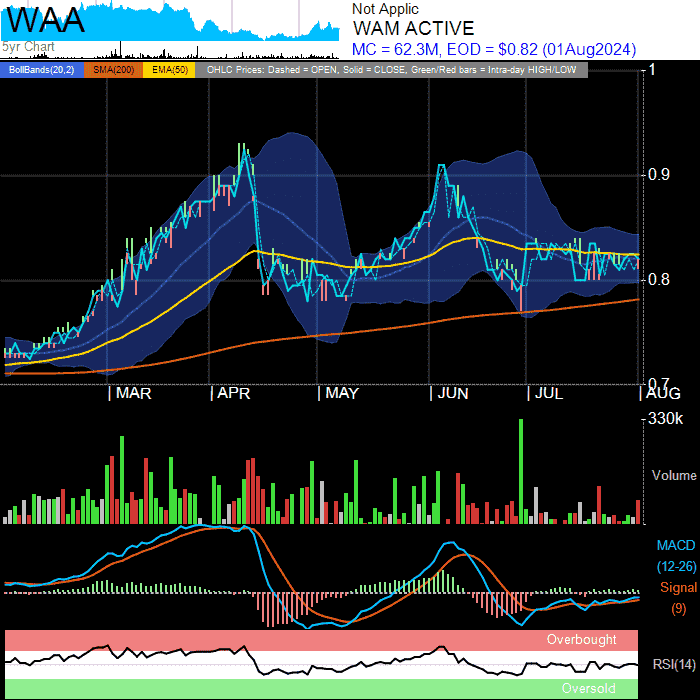 WAA
5yr Chart
Not Applic
WAM ACTIVE
MC = 62.3M, EOD = $0.82 (01Aug2024)
BollBands(20,2) SMA(200) EMA(50) OHLC Prices: Dashed = OPEN, Solid = CLOSE, Green/Red bars = Intra-day HIGH/LOW
1
0.9
0.8
0.7
MAR APR MAY JUN JUL AUG
330k
Volume
MACD
(12-26)
Signal
(9)
Overbought
RSI(14)
Oversold